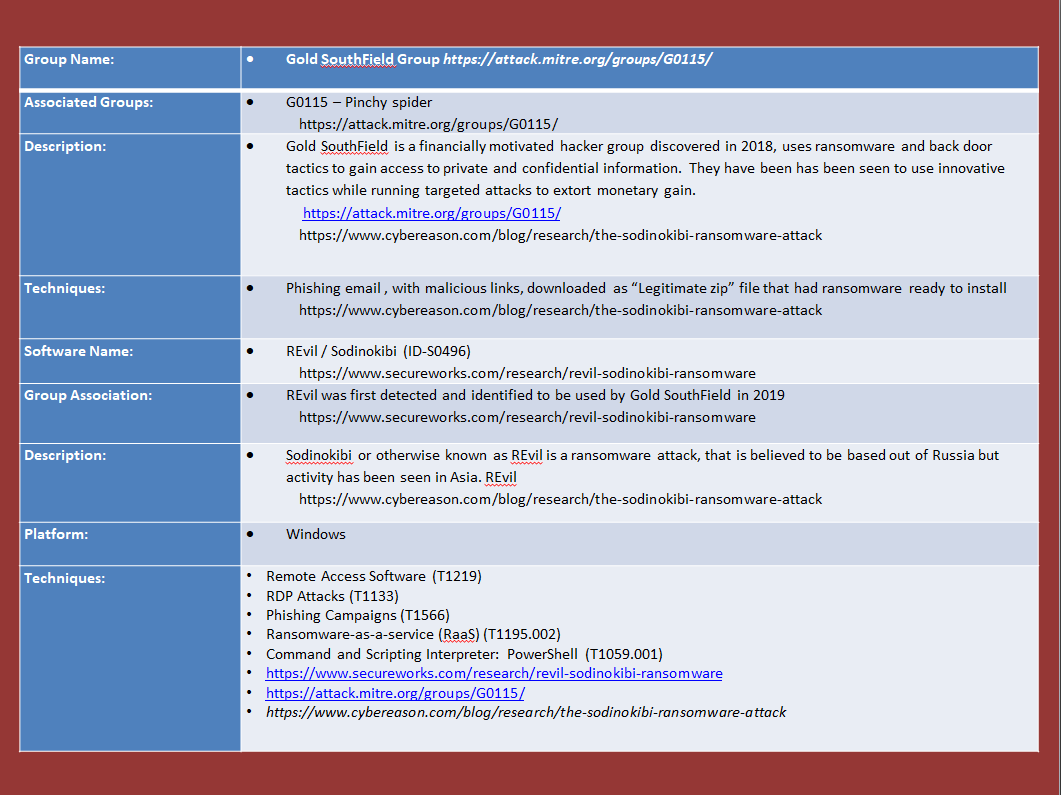 Group Name:
• Gold SouthField Group https://attack.mitre.org/groups/G0115/
Associated Groups:
• G0115 – Pinchy spider
https://attack.mitre.org/groups/G0115/
Description:
• Gold SouthField is a financially motivated hacker group discovered in 2018, uses ransomware and back door
tactics to gain access to private and confidential information. They have been has been seen to use innovative
tactics while running targeted attacks to extort monetary gain.
https://attack.mitre.org/groups/G0115/
https://www.cybereason.com/blog/research/the-sodinokibi-ransomware-attack
Techniques:
• Phishing email , with malicious links, downloaded as “Legitimate zip” file that had ransomware ready to install
https://www.cybereason.com/blog/research/the-sodinokibi-ransomware-attack
Software Name:
• REvil / Sodinokibi (ID-S0496)
https://www.secureworks.com/research/revil-sodinokibi-ransomware
Group Association:
• REvil was first detected and identified to be used by Gold SouthField in 2019
https://www.secureworks.com/research/revil-sodinokibi-ransomware
Description:
• Sodinokibi or otherwise known as REvil is a ransomware attack, that is believed to be based out of Russia but
activity has been seen in Asia. REvil
https://www.cybereason.com/blog/research/the-sodinokibi-ransomware-attack
Platform:
• Windows
Techniques:
• Remote Access Software (T1219)
• RDP Attacks (T1133)
• Phishing Campaigns (T1566)
• Ransomware-as-a-service (RaaS) (T1195.002)
• Command and Scripting Interpreter: PowerShell (T1059.001)
• https://www.secureworks.com/research/revil-sodinokibi-ransomware
• https://attack.mitre.org/groups/G0115/
• https://www.cybereason.com/blog/research/the-sodinokibi-ransomware-attack